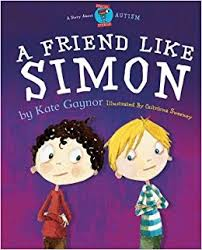 A Story About AUTISM
A FRIEND LIKE
SIMON
by Kate Gaynor Illustrated By Caitriona Sweeney